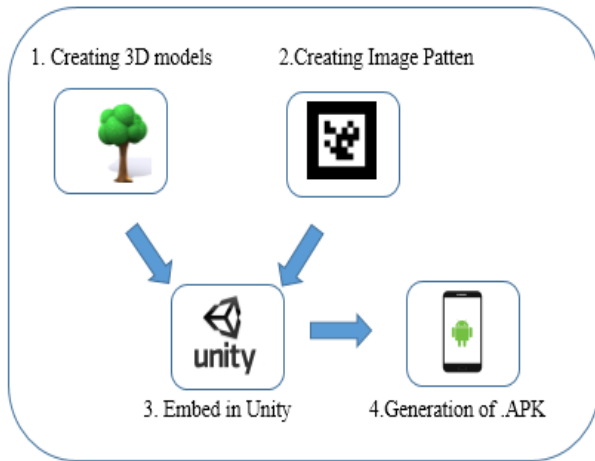 1. Creating 3D models
2.Creating Image Patten
unity
3. Embed in Unity
4.Generation of .APK